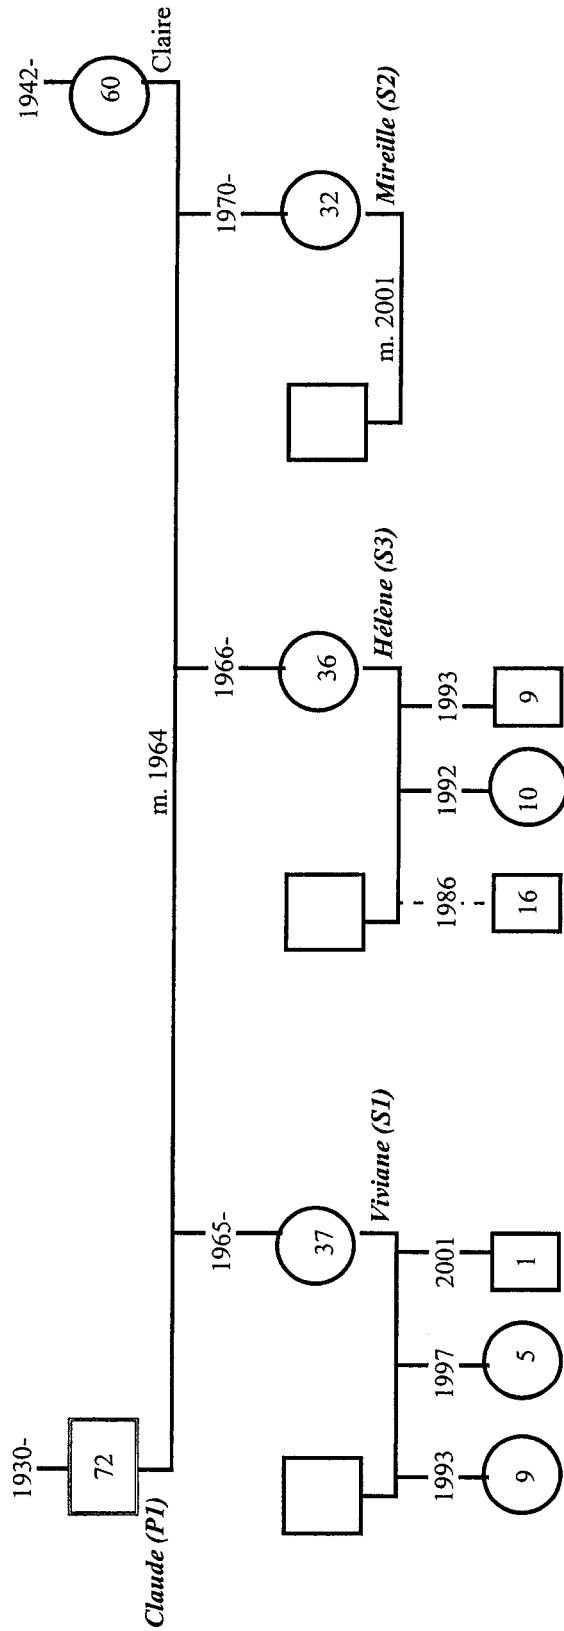 1930- 1942-
72 60
Claude (P1) m. 1964 Claire
1965- 1966- 1970-
37 36 32
Viviane (S1) Hélène (S3) m. 2001 Mireille (S2)
1993 1997 2001 1986 1992 1993
9 5 1 16 10 9